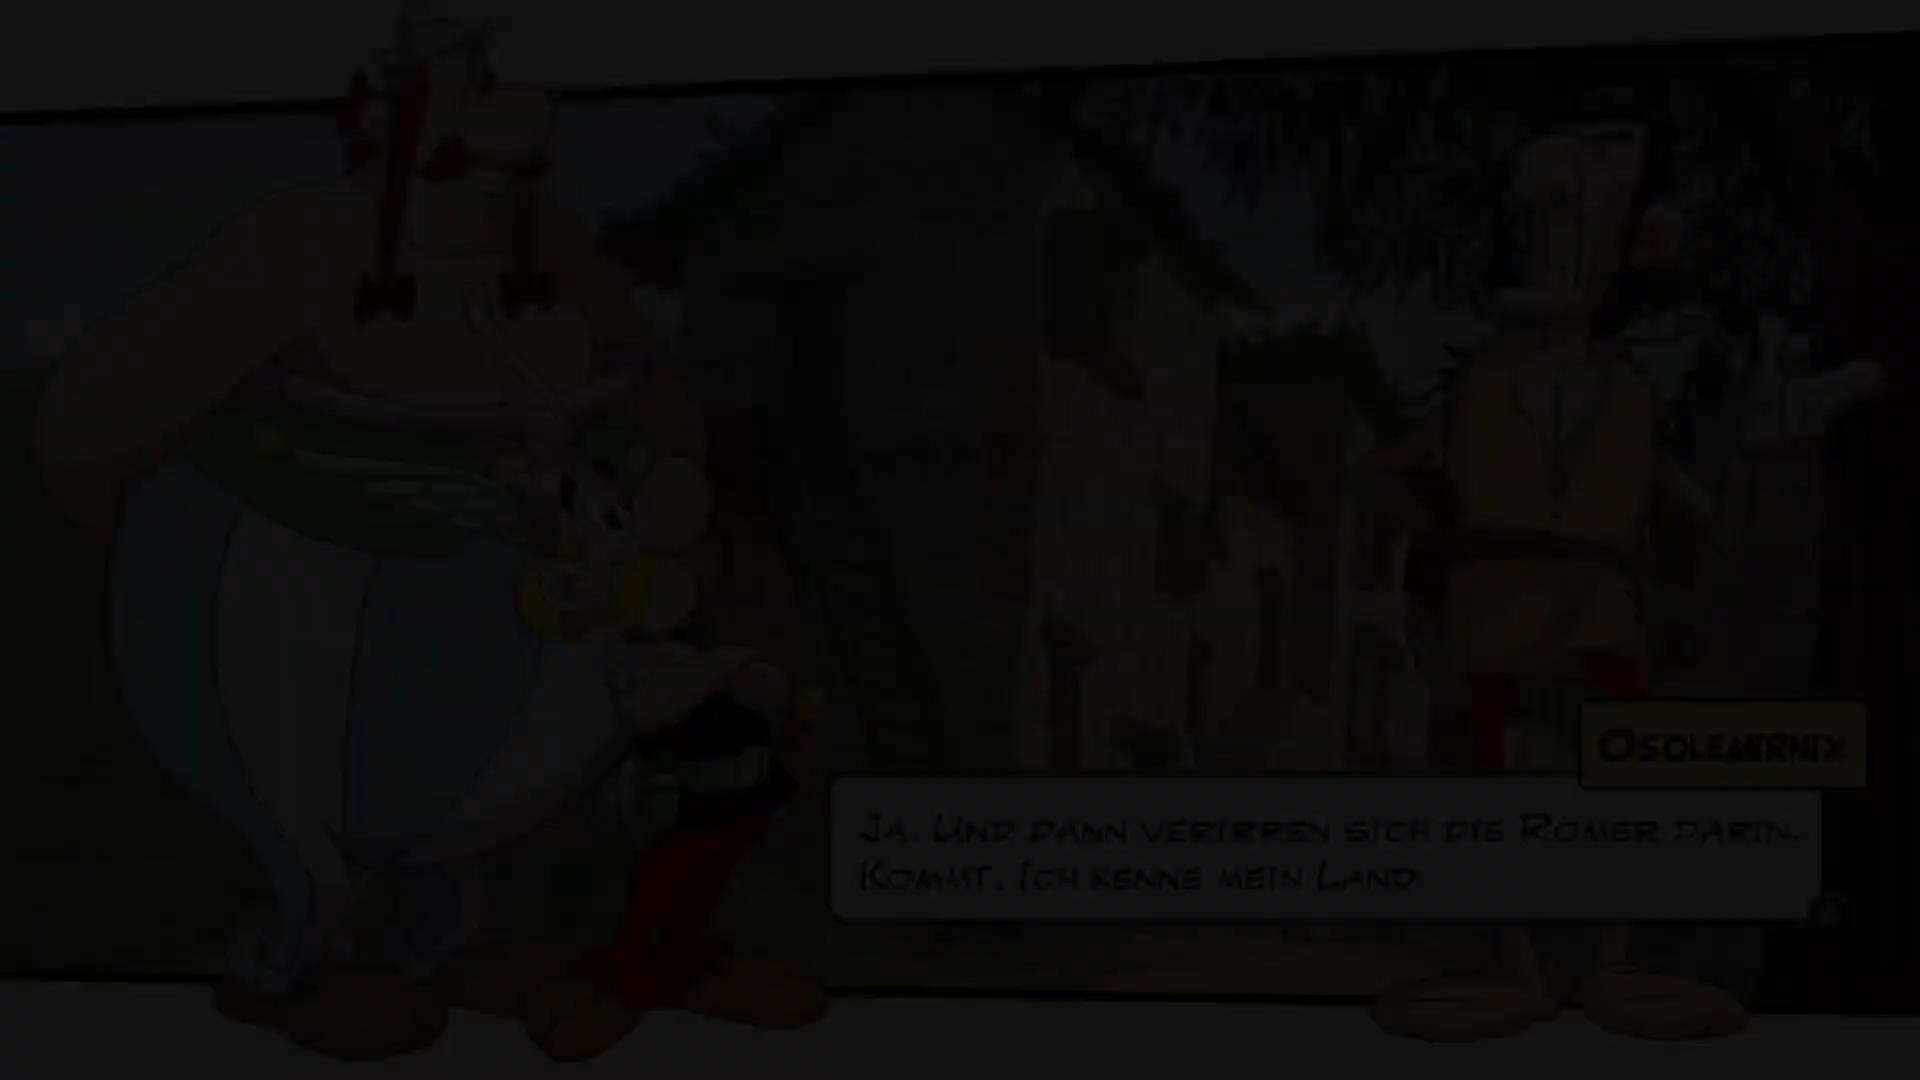 Osolemirnix
Ja. Und dann verirren sich die Römer darin.
Kommt. Ich kenne mein Land